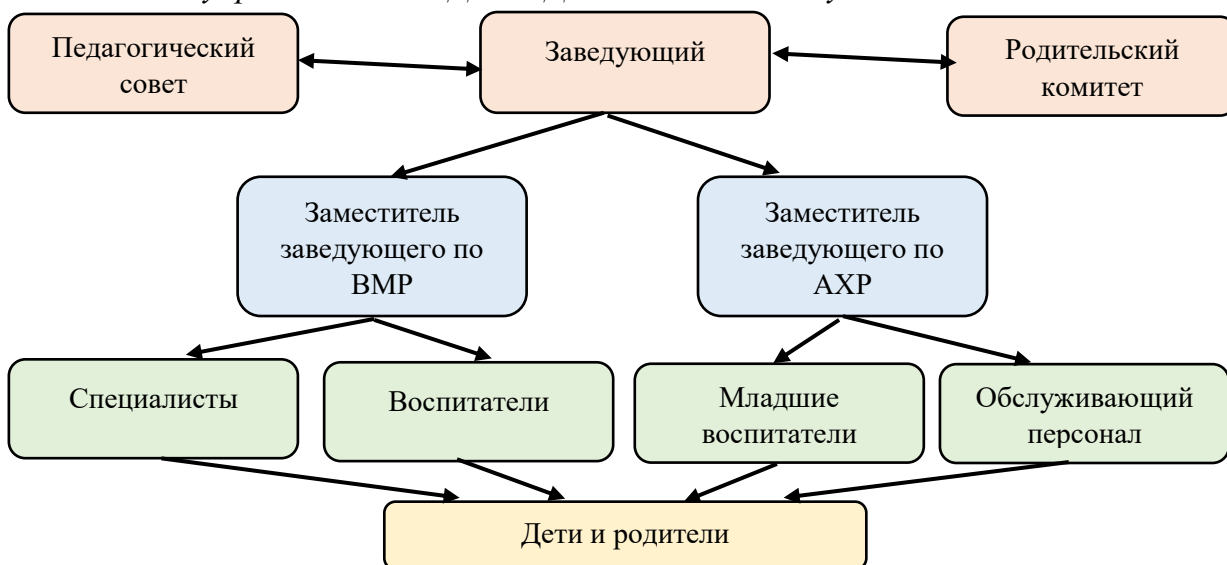 Педагогический
совет
Заведующий
Родительский
комитет
Заместитель
заведующего по
ВМР
Заместитель
заведующего по
АХР
Специалисты
Воспитатели
Младшие
воспитатели
Обслуживающий
персонал
Дети и родители